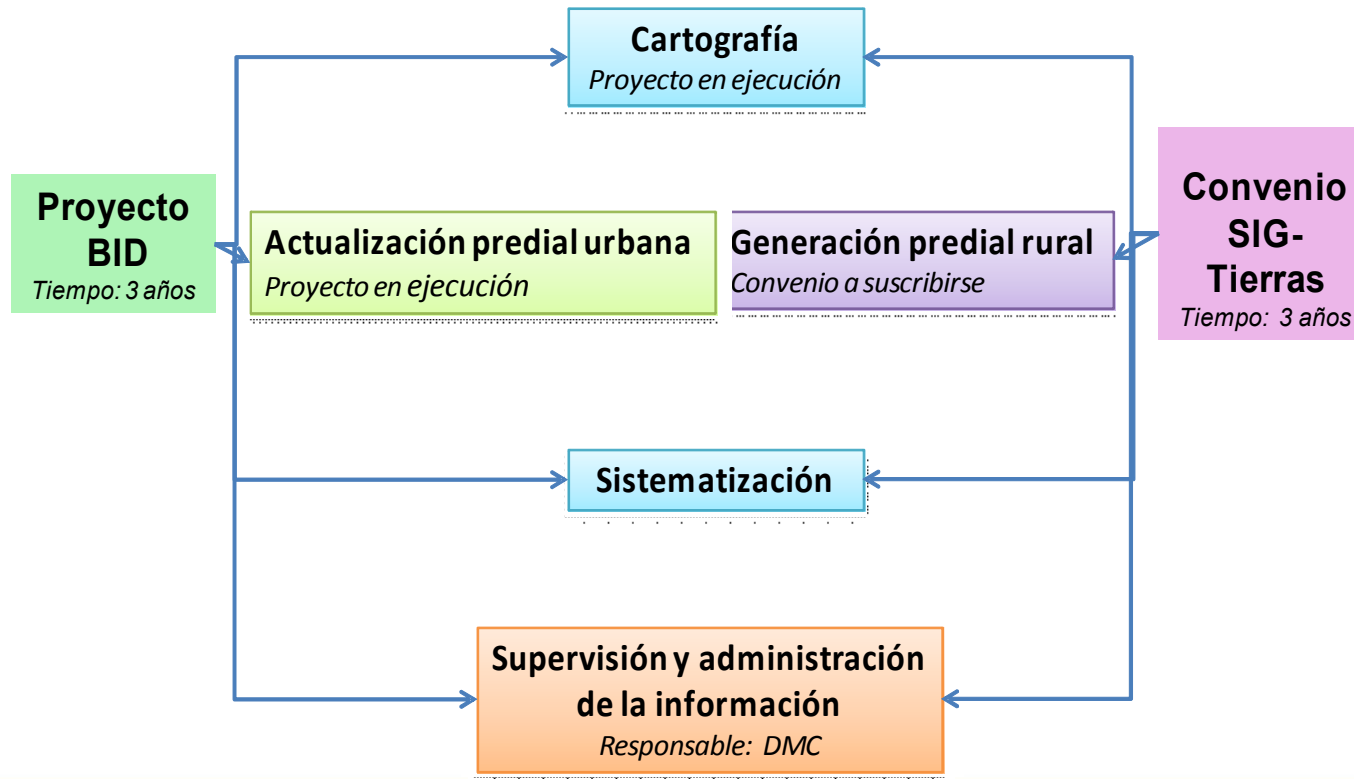 Cartografía
Proyecto en ejecución
Proyecto
BID
Tiempo: 3 años
Actualización predial urbana
Proyecto en ejecución
Generación predial rural
Convenio a suscribirse
Convenio
SIG-
Tierras
Tiempo: 3 años
Sistematización
Supervisión y administración
de la información
Responsable: DMC